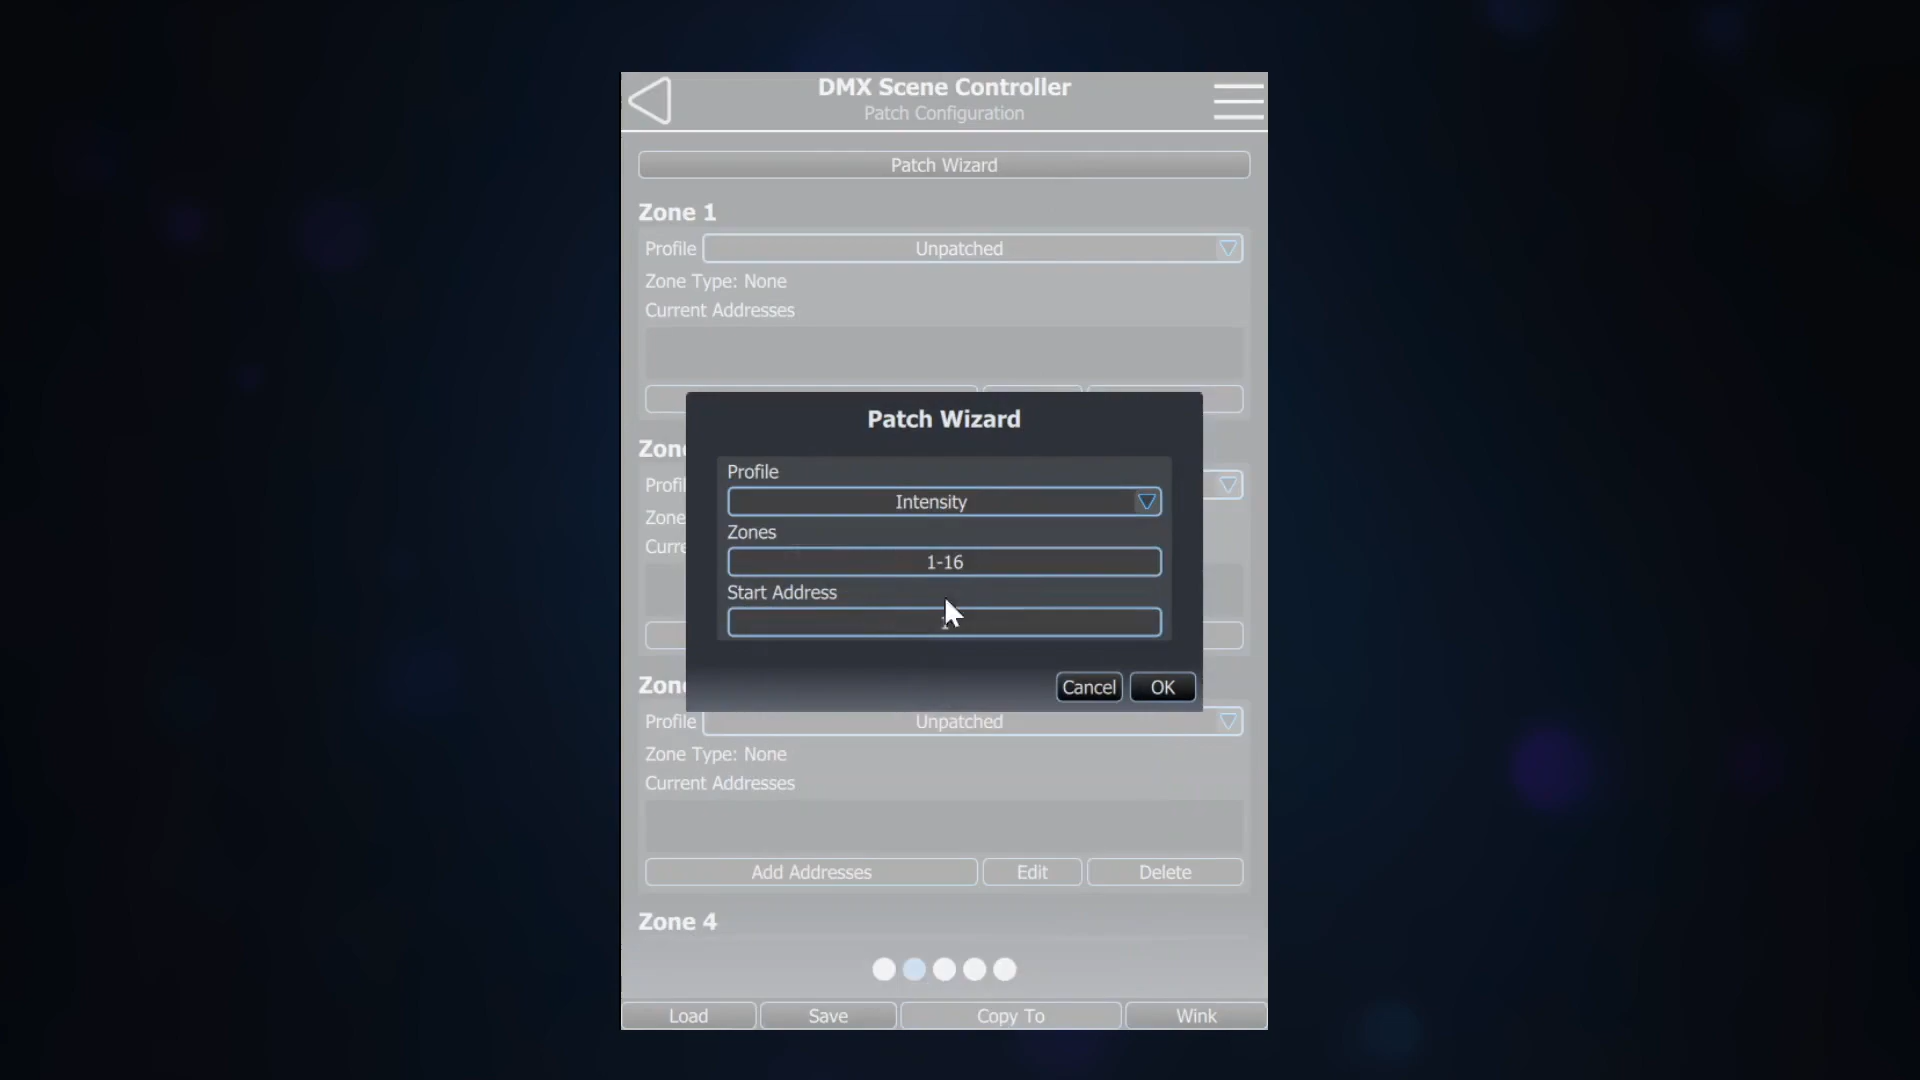 DMX Scene Controller
Patch Configuration
Patch Wizard
Zone 1
Profile Unpatched
Zone Type: None
Current Addresses
Patch Wizard
Profile
Intensity
Zones
1-16
Start Address
Cancel OK
Profile Unpatched
Zone Type: None
Current Addresses
Add Addresses Edit Delete
Zone 4
Load Save Copy To Wink